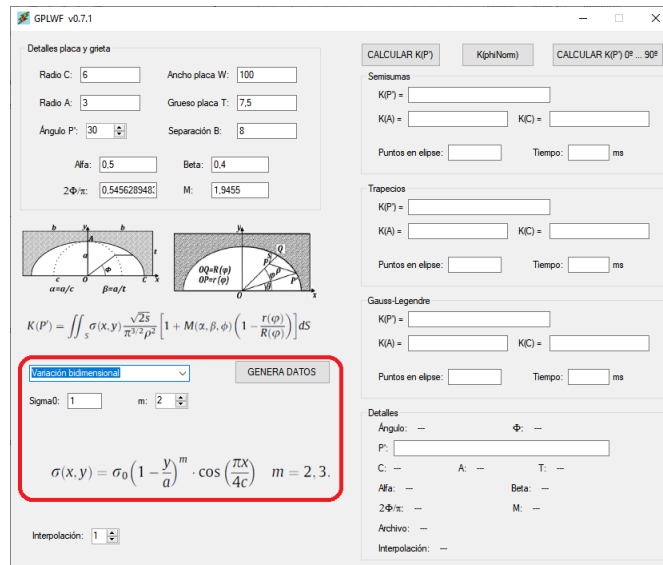 GPLWF v0.7.1
Detalles placa y grieta
Radio C: 6 Ancho placa W: 100
Radio A: 3 Grueso placa T: 7,5
Ángulo P': 30 Separación B: 8
Alfa: 0,5 Beta: 0,4
2Φ/π: 0,545628948 M: 1,9455
b y b
A
a t
ϕ
c O C x
α=a/c β=a/t
y
Q
S
P
OQ=R(φ)
OP=r(φ)
ρ
P'
φ
O x
K(P') = ∬_S σ(x,y) √2s / π^{3/2}ρ² [1 + M(α,β,ϕ) (1 − r(φ)/R(φ))] dS
Variación bidimensional GENERA DATOS
Sigma0: 1 m: 2
σ(x,y) = σ₀ (1 − y/a)^m · cos (πx/4c) m = 2, 3.
Interpolación: 1
CALCULAR K(P') K(phiNorm) CALCULAR K(P') 0º ... 90º
Semisumas
K(P') =
K(A) = K(C) =
Puntos en elipse: Tiempo: ms
Trapecios
K(P') =
K(A) = K(C) =
Puntos en elipse: Tiempo: ms
Gauss-Legendre
K(P') =
K(A) = K(C) =
Puntos en elipse: Tiempo: ms
Detalles
Ángulo: --- Φ: ---
P':
C: --- A: --- T: ---
Alfa: --- Beta: ---
2Φ/π: --- M: ---
Archivo: ---
Interpolación: ---